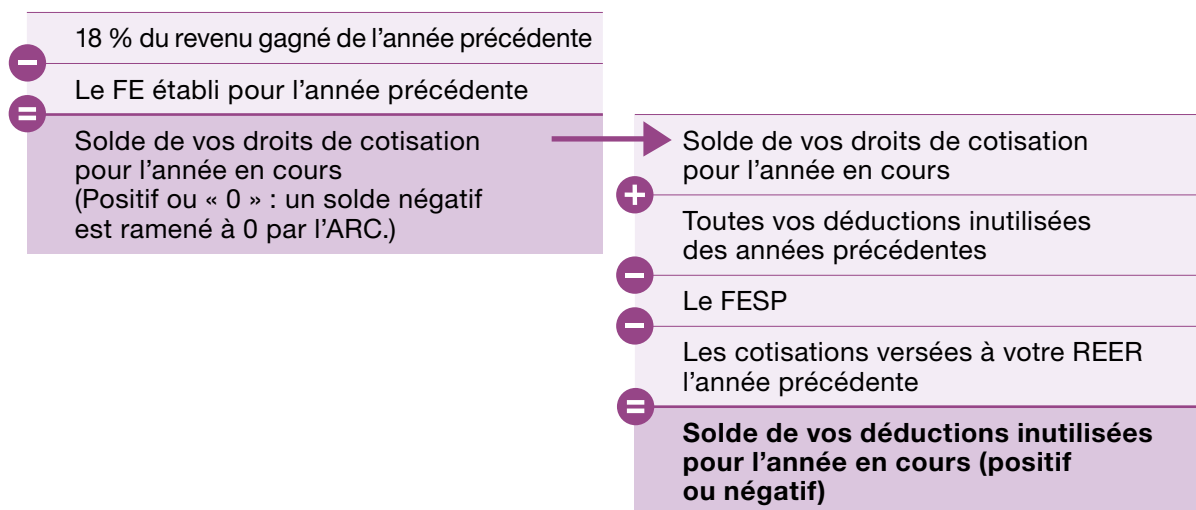 18 % du revenu gagné de l’année précédente
Le FE établi pour l’année précédente
Solde de vos droits de cotisation
pour l’année en cours
(Positif ou « 0 » : un solde négatif
est ramené à 0 par l’ARC.)
Solde de vos droits de cotisation
pour l’année en cours
Toutes vos déductions inutilisées
des années précédentes
Le FESP
Les cotisations versées à votre REER
l’année précédente
Solde de vos déductions inutilisées
pour l’année en cours (positif
ou négatif)